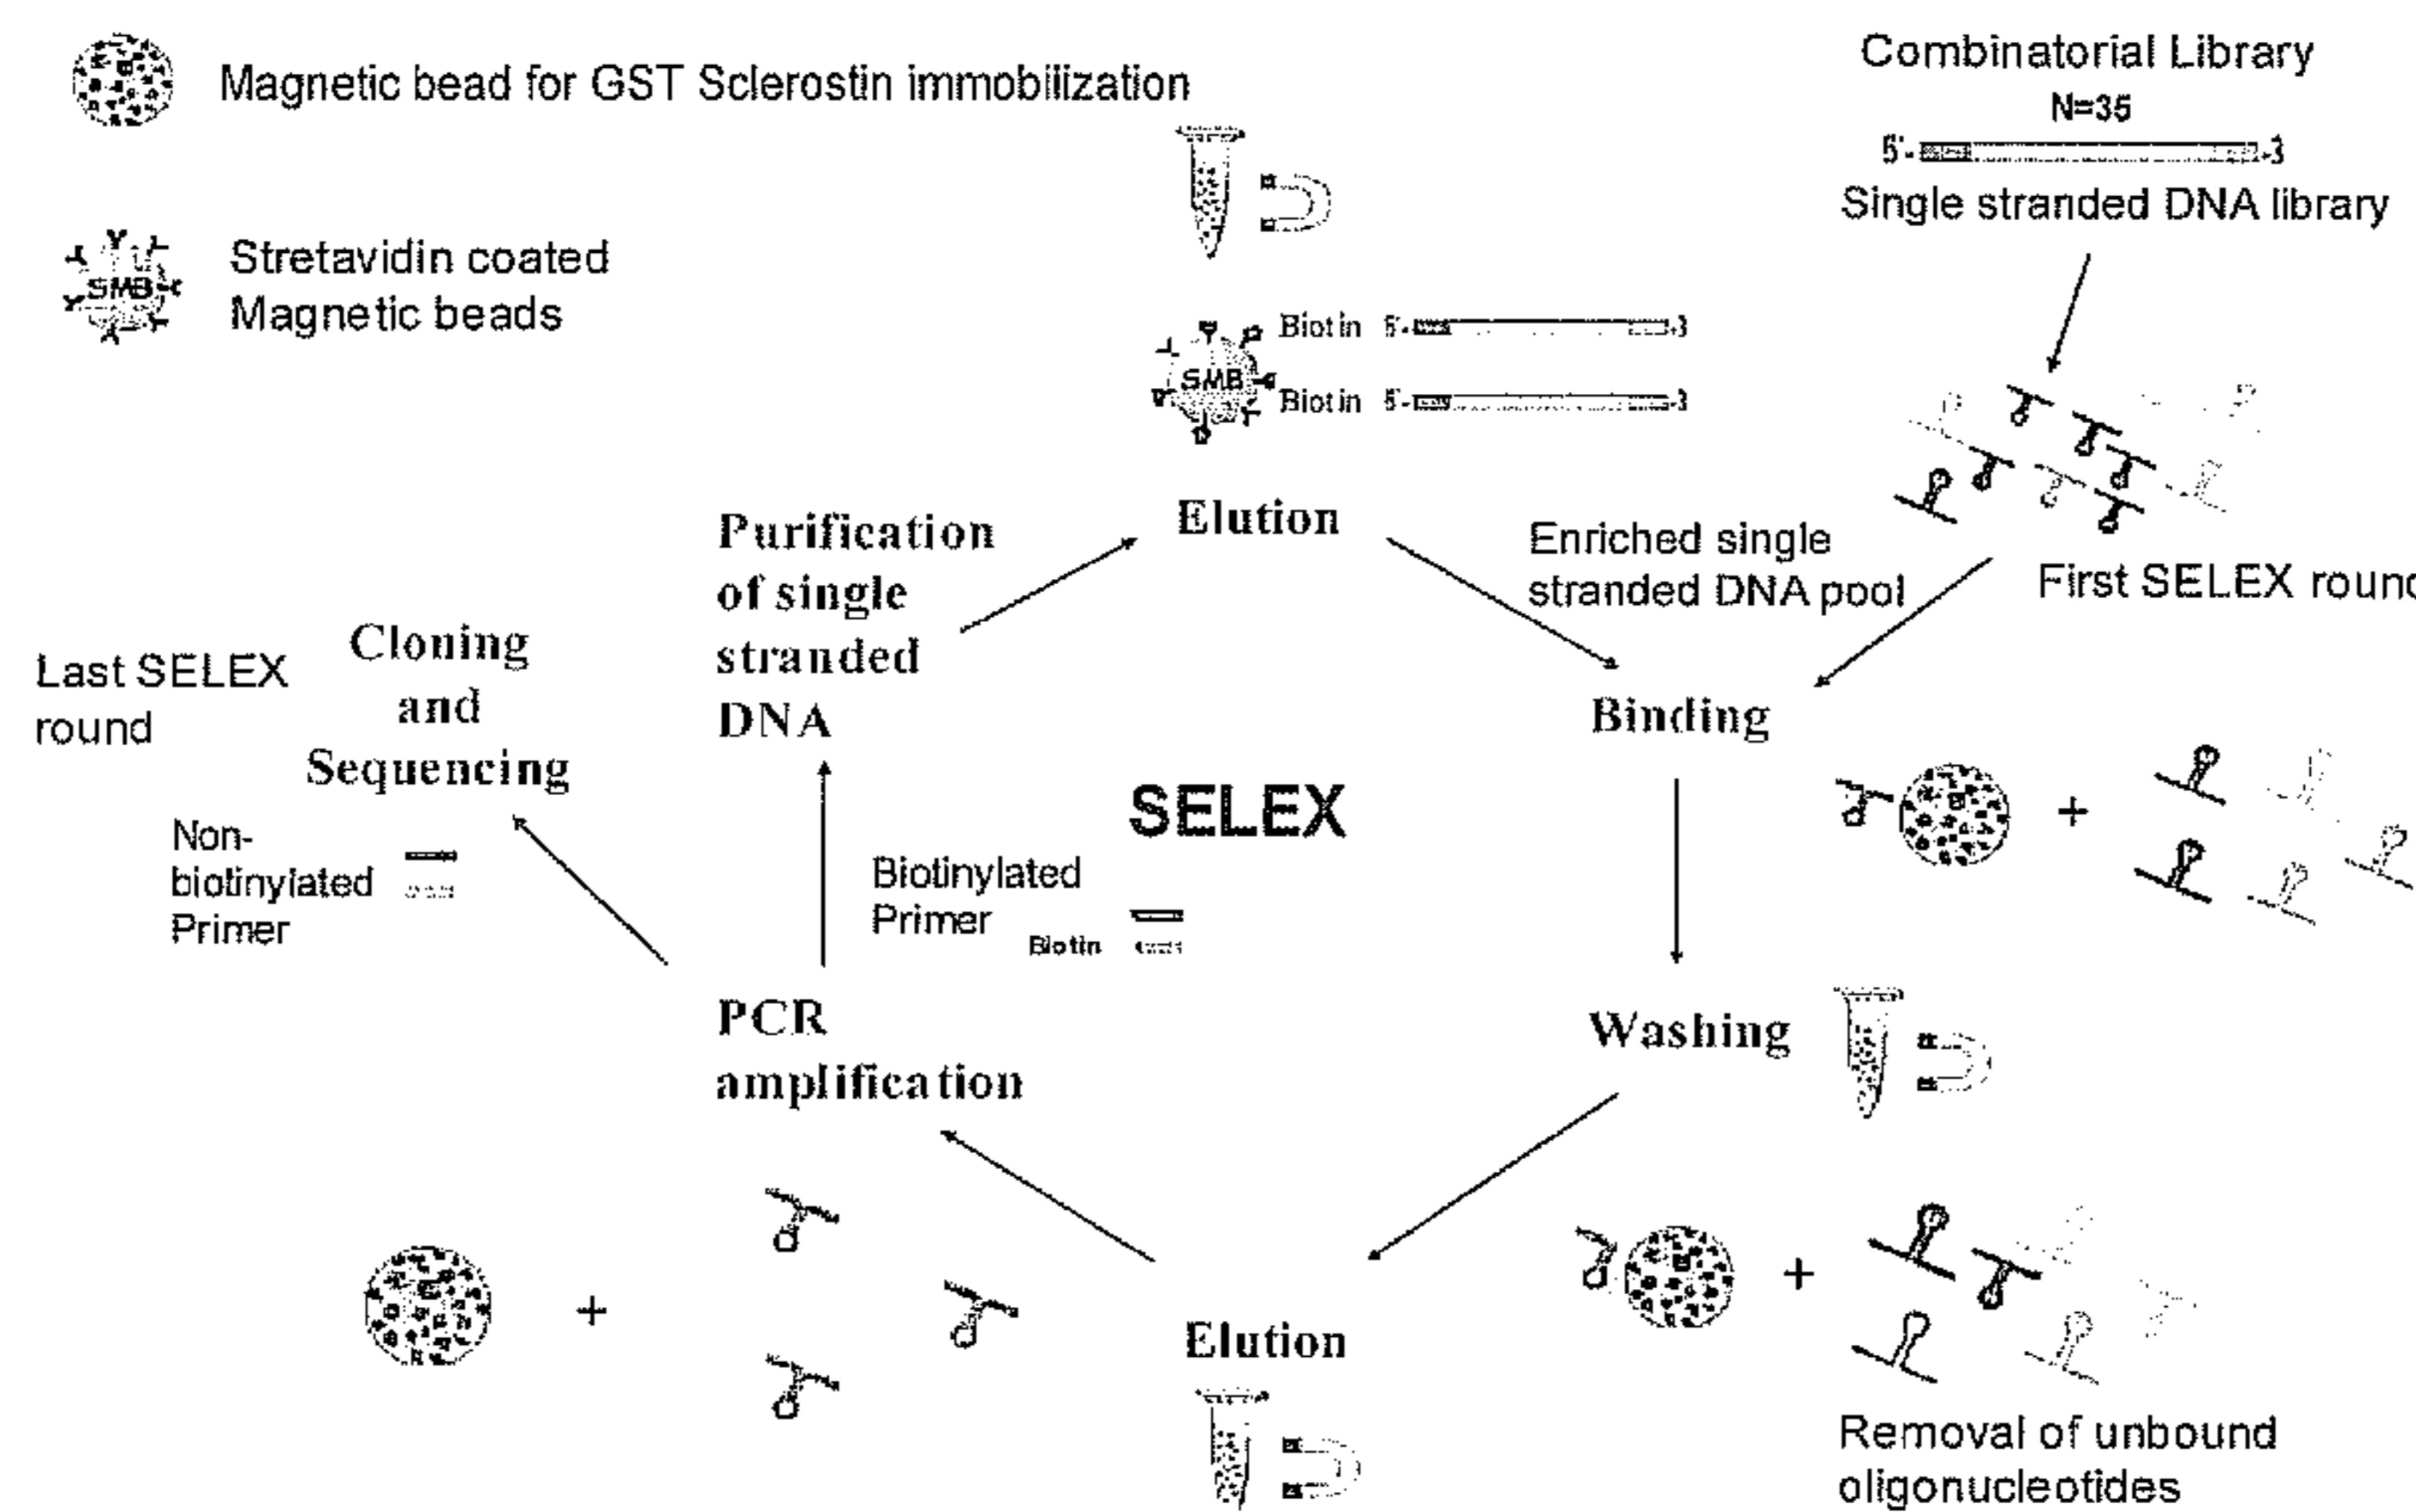 Magnetic bead for GST Sclerostin immobilization
Stretavidin coated
Magnetic beads
SMB
Combinatorial Library
N=35
5'- -3
Single stranded DNA library
Biotin 5'- -3
SMB
Biotin 5'- -3
Elution
Enriched single
stranded DNA pool
First SELEX round
Purification
of single
stranded
DNA
Last SELEX
round
Cloning
and
Sequencing
Binding
SELEX
Non-
biotinylated
Primer
Biotinylated
Primer
Biotin
+
PCR
amplification
Washing
+
+
Elution
Removal of unbound
oligonucleotides